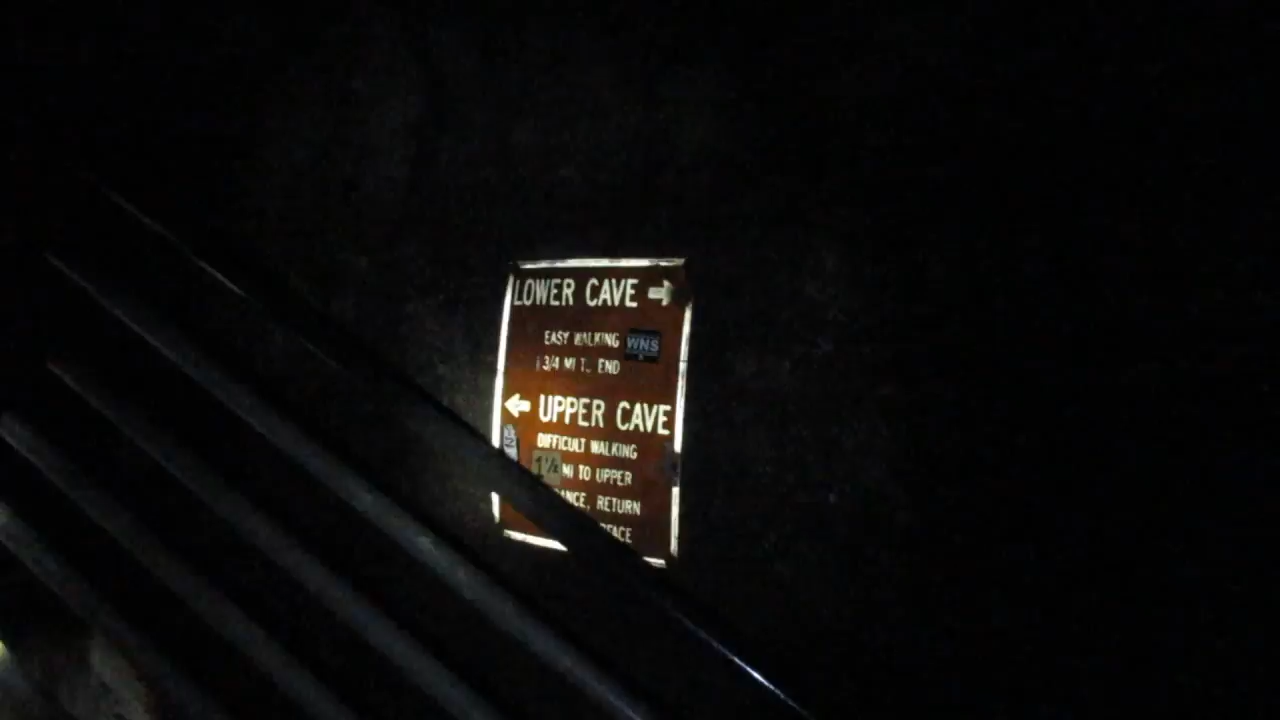 LOWER CAVE
EASY WALKING
WNS
3/4 MI END
UPPER CAVE
DIFFICULT WALKING
1½ MI TO UPPER
RETURN